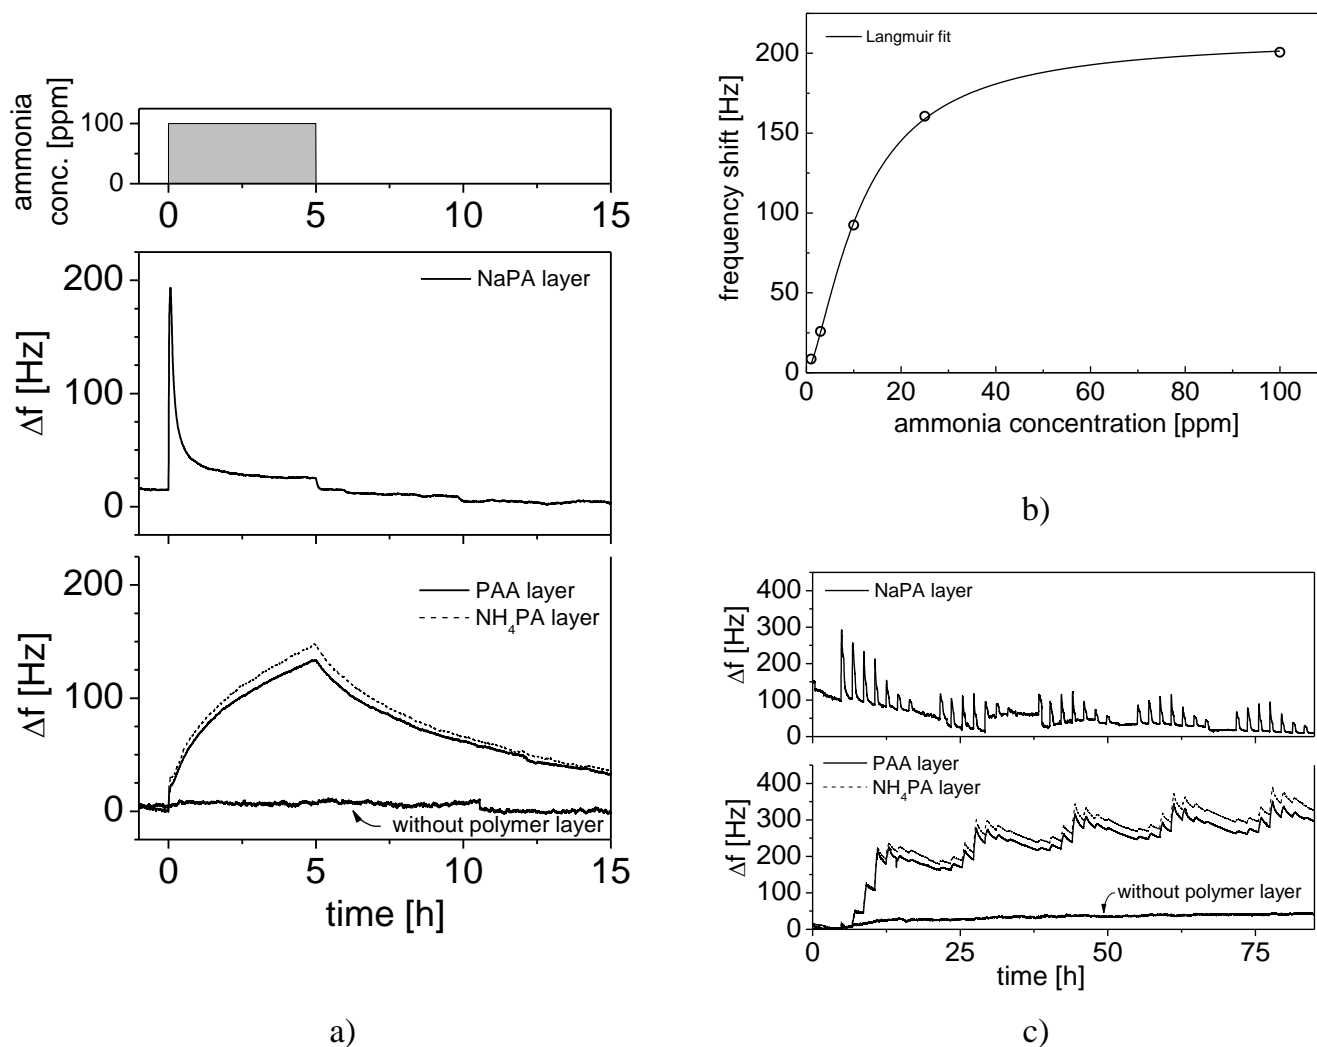 ammonia
conc. [ppm]
100
0
0 5 10 15
NaPA layer
200
100
0
Δf [Hz]
PAA layer
NH₄PA layer
200
100
0
Δf [Hz]
without polymer layer
0 5 10 15
time [h]
a)
Langmuir fit
200
150
100
50
0
frequency shift [Hz]
0 20 40 60 80 100
ammonia concentration [ppm]
b)
NaPA layer
400
300
200
100
0
Δf [Hz]
PAA layer
NH₄PA layer
400
300
200
100
0
Δf [Hz]
without polymer layer
0 25 50 75
time [h]
c)